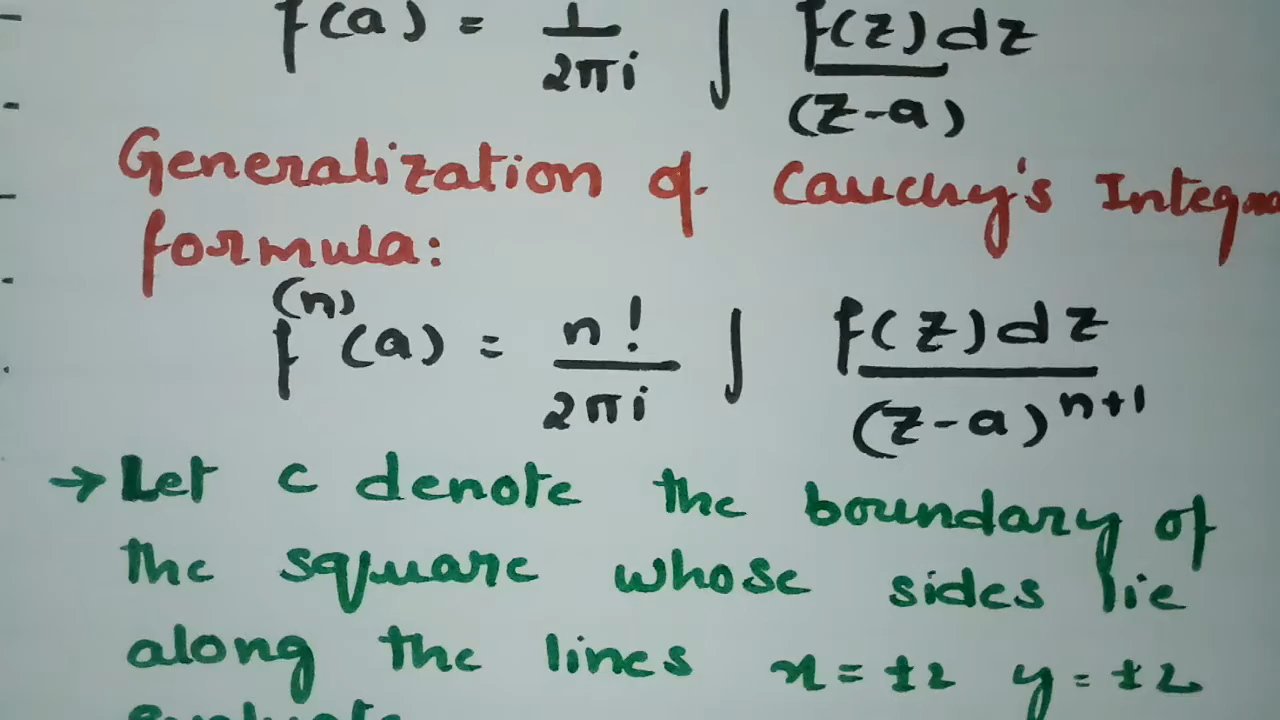 f(a) = 1/2πi ∫ f(z)dz/(z-a)
Generalization of Cauchy's
formula:
f^(n)(a) = n!/2πi ∫ f(z)dz/(z-a)^n+1
→ Let c denote the boundary of
the square whose sides lie
along the lines x = ±2 y = ±2